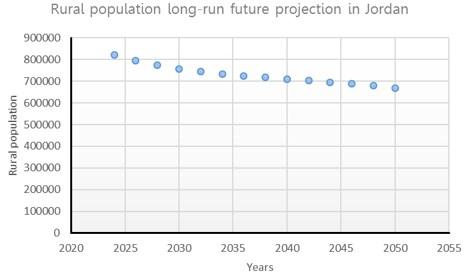 Rural population long-run future projection in Jordan
900000
800000
700000
600000
500000
400000
300000
200000
100000
0
Rural population
2020 2025 2030 2035 2040 2045 2050 2055
Years